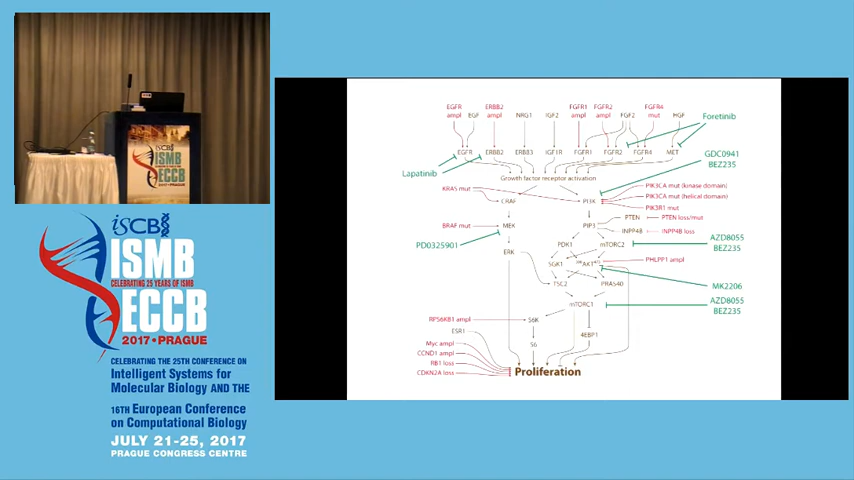 iSCB
ISMB
ECCB
iSCB
ISMB
CELEBRATING 25 YEARS OF ISMB
ECCB
2017 • PRAGUE
CELEBRATING THE 25TH CONFERENCE ON
Intelligent Systems for
Molecular Biology AND THE
16TH European Conference
on Computational Biology
JULY 21-25, 2017
PRAGUE CONGRESS CENTRE
EGFR ampl
EGF
ERBB2 ampl
NRG1
IGF2
FGFR1 ampl
FGFR2 ampl
FGF2
FGFR4 mut
HGF
Foretinib
EGFR
ERBB2
ERBB3
IGF1R
FGFR1
FGFR2
FGFR4
MET
GDC0941
BEZ235
Lapatinib
Growth factor receptor activation
KRAS mut
CRAF
PI3K
PIK3CA mut (kinase domain)
PIK3CA mut (helical domain)
PIK3R1 mut
BRAF mut
MEK
PIP3
PTEN
PTEN loss/mut
INPP4B
INPP4B loss
PD0325901
ERK
PDK1
mTORC2
AZD8055
BEZ235
SGK1
AKT
PHLPP1 ampl
TSC2
PRAS40
MK2206
mTORC1
AZD8055
BEZ235
RPS6KB1 ampl
S6K
ESR1
4EBP1
Myc ampl
S6
CCND1 ampl
RB1 loss
CDKN2A loss
Proliferation